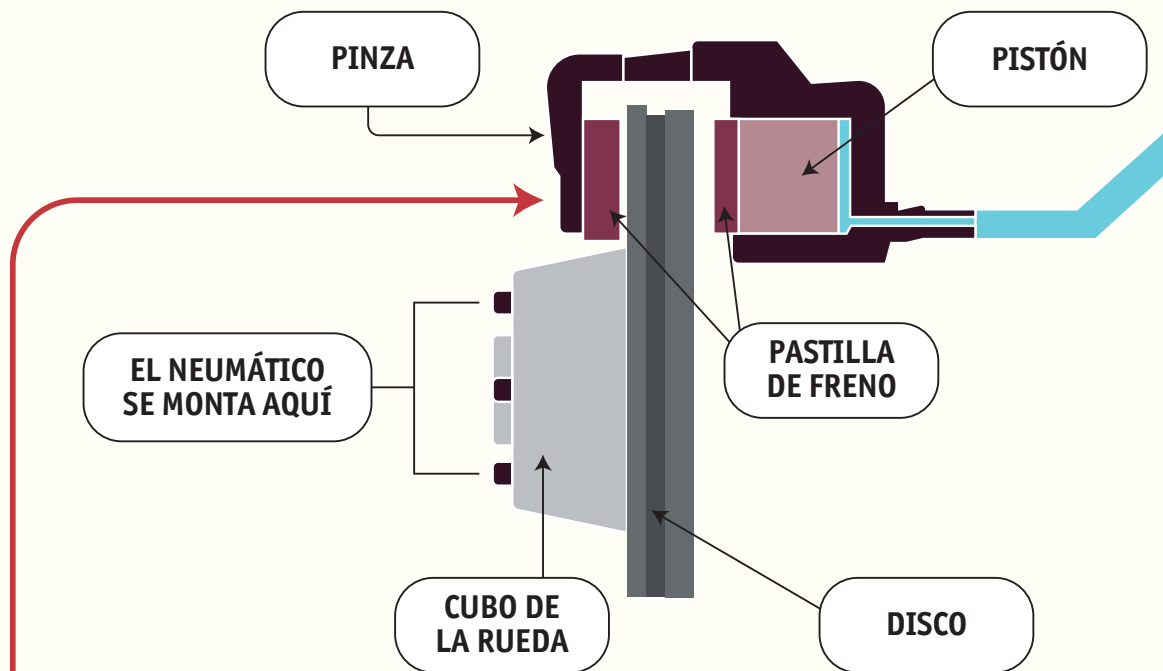 PINZA
PISTÓN
EL NEUMÁTICO
SE MONTA AQUÍ
PASTILLA
DE FRENO
CUBO DE
LA RUEDA
DISCO